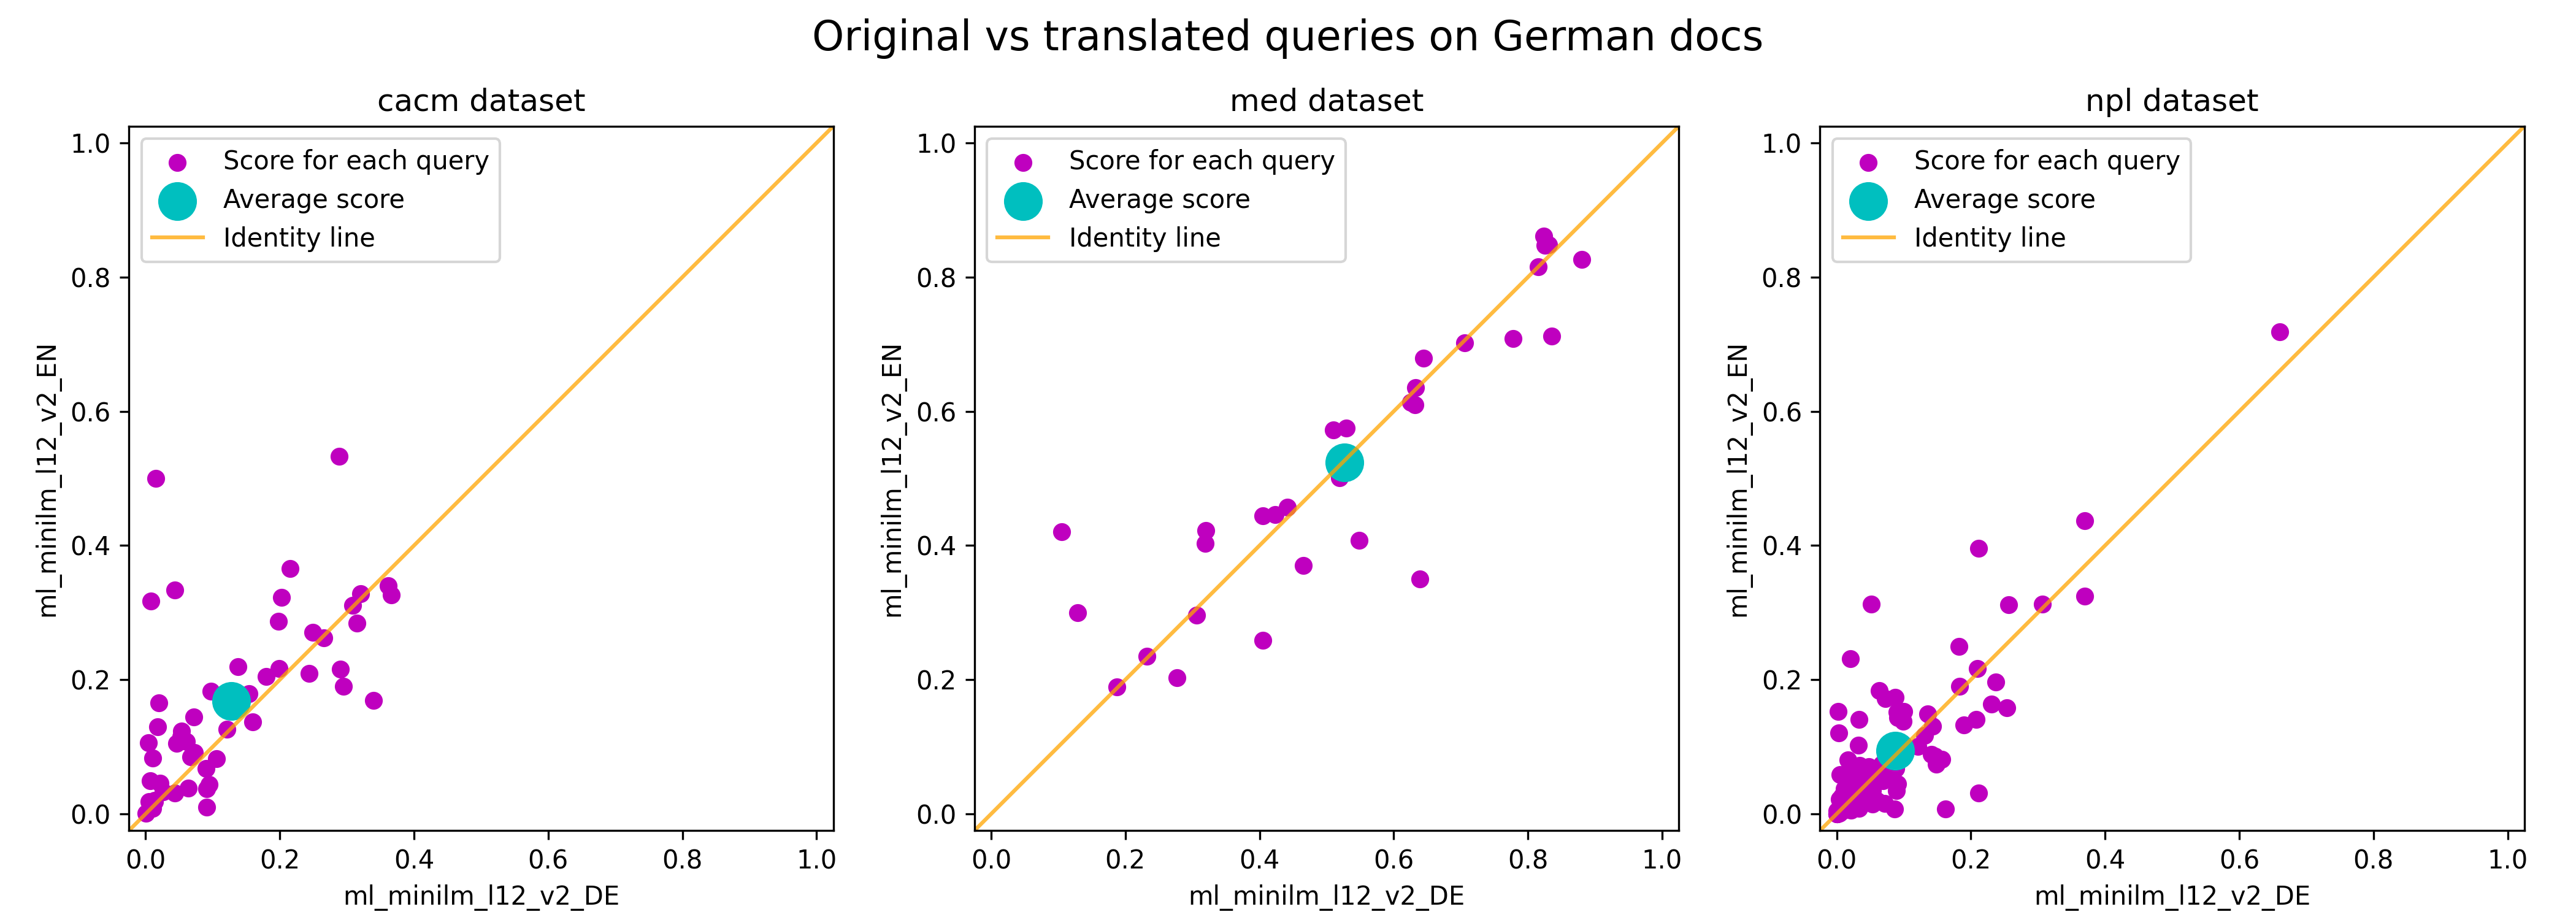 Original vs translated queries on German docs
cacm dataset
1.0
0.8
0.6
0.4
0.2
0.0
0.0 0.2 0.4 0.6 0.8 1.0
ml_minilm_l12_v2_EN
ml_minilm_l12_v2_DE
Score for each query
Average score
Identity line
med dataset
1.0
0.8
0.6
0.4
0.2
0.0
0.0 0.2 0.4 0.6 0.8 1.0
ml_minilm_l12_v2_EN
ml_minilm_l12_v2_DE
Score for each query
Average score
Identity line
npl dataset
1.0
0.8
0.6
0.4
0.2
0.0
0.0 0.2 0.4 0.6 0.8 1.0
ml_minilm_l12_v2_EN
ml_minilm_l12_v2_DE
Score for each query
Average score
Identity line